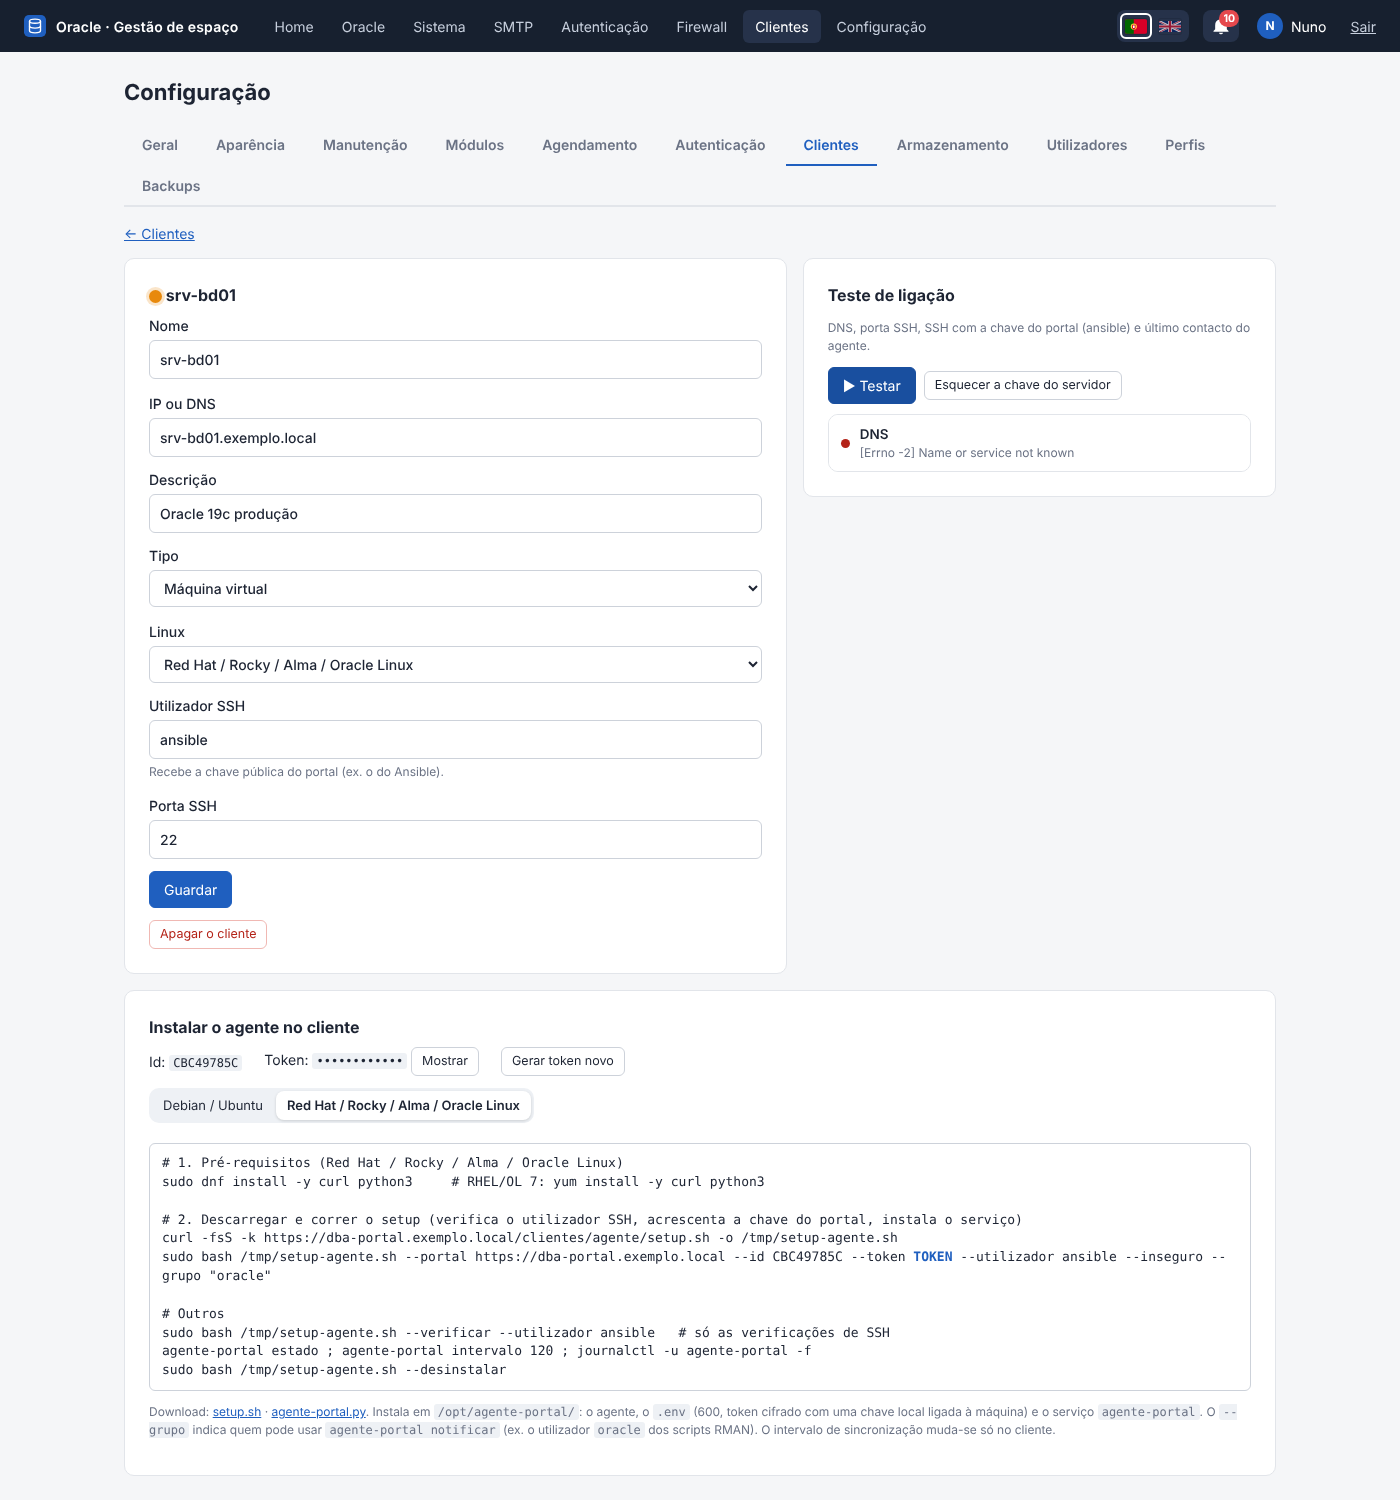 Oracle · Gestão de espaço
Home
Oracle
Sistema
SMTP
Autenticação
Firewall
Clientes
Configuração
10
N
Nuno
Sair
Configuração
Geral
Aparência
Manutenção
Módulos
Agendamento
Autenticação
Clientes
Armazenamento
Utilizadores
Perfis
Backups
← Clientes
srv-bd01
Nome
srv-bd01
IP ou DNS
srv-bd01.exemplo.local
Descrição
Oracle 19c produção
Tipo
Máquina virtual
Linux
Red Hat / Rocky / Alma / Oracle Linux
Utilizador SSH
ansible
Recebe a chave pública do portal (ex. o do Ansible).
Porta SSH
22
Guardar
Apagar o cliente
Teste de ligação
DNS, porta SSH, SSH com a chave do portal (ansible) e último contacto do
agente.
▶ Testar
Esquecer a chave do servidor
DNS
[Errno -2] Name or service not known
Instalar o agente no cliente
Id: CBC49785C
Token: ••••••••••••
Mostrar
Gerar token novo
Debian / Ubuntu
Red Hat / Rocky / Alma / Oracle Linux
# 1. Pré-requisitos (Red Hat / Rocky / Alma / Oracle Linux)
sudo dnf install -y curl python3     # RHEL/OL 7: yum install -y curl python3
# 2. Descarregar e correr o setup (verifica o utilizador SSH, acrescenta a chave do portal, instala o serviço)
curl -fsS -k https://dba-portal.exemplo.local/clientes/agente/setup.sh -o /tmp/setup-agente.sh
sudo bash /tmp/setup-agente.sh --portal https://dba-portal.exemplo.local --id CBC49785C --token TOKEN --utilizador ansible --inseguro --
grupo "oracle"
# Outros
sudo bash /tmp/setup-agente.sh --verificar --utilizador ansible   # só as verificações de SSH
agente-portal estado ; agente-portal intervalo 120 ; journalctl -u agente-portal -f
sudo bash /tmp/setup-agente.sh --desinstalar
Download: setup.sh · agente-portal.py. Instala em /opt/agente-portal/: o agente, o .env (600, token cifrado com uma chave local ligada à máquina) e o serviço agente-portal. O --
grupo indica quem pode usar agente-portal notificar (ex. o utilizador oracle dos scripts RMAN). O intervalo de sincronização muda-se só no cliente.